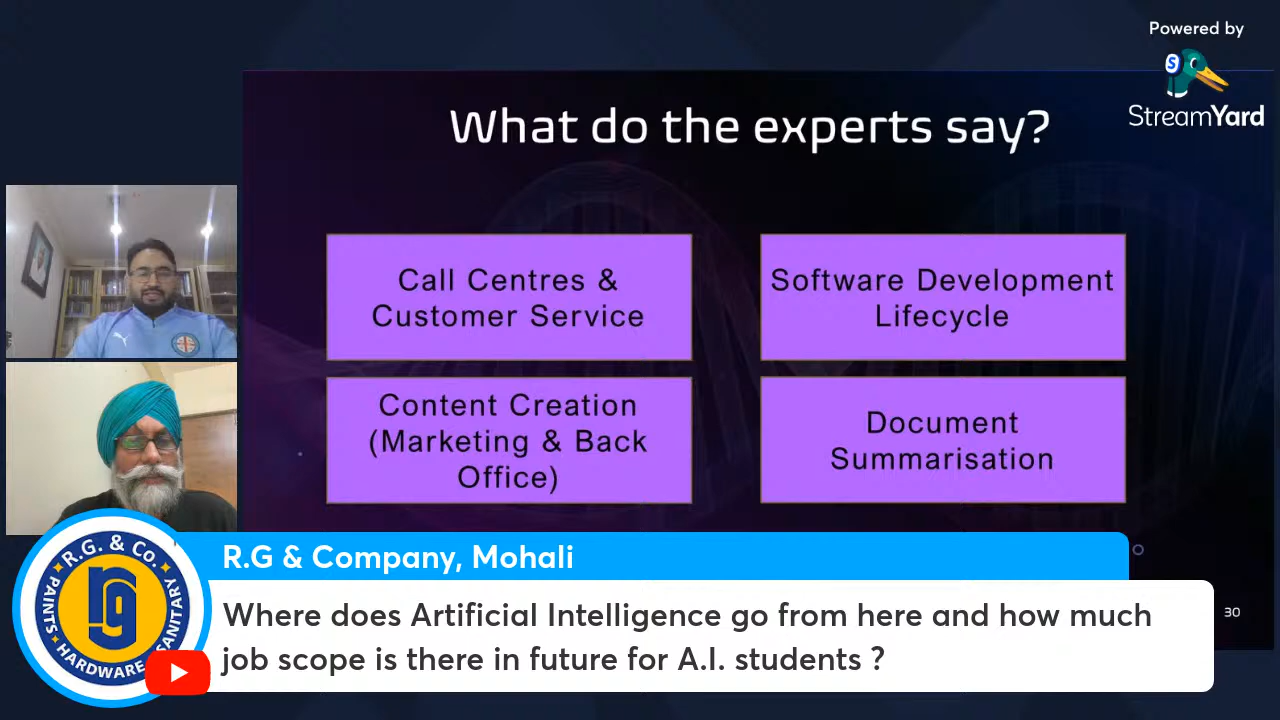 Powered by
StreamYard
What do the experts say?
Call Centres &
Customer Service
Software Development
Lifecycle
Content Creation
(Marketing & Back
Office)
Document
Summarisation
30
R.G. & CO.
PAINTS
HARDWARE
SANITARY
rg
R.G & Company, Mohali
Where does Artificial Intelligence go from here and how much
job scope is there in future for A.I. students ?